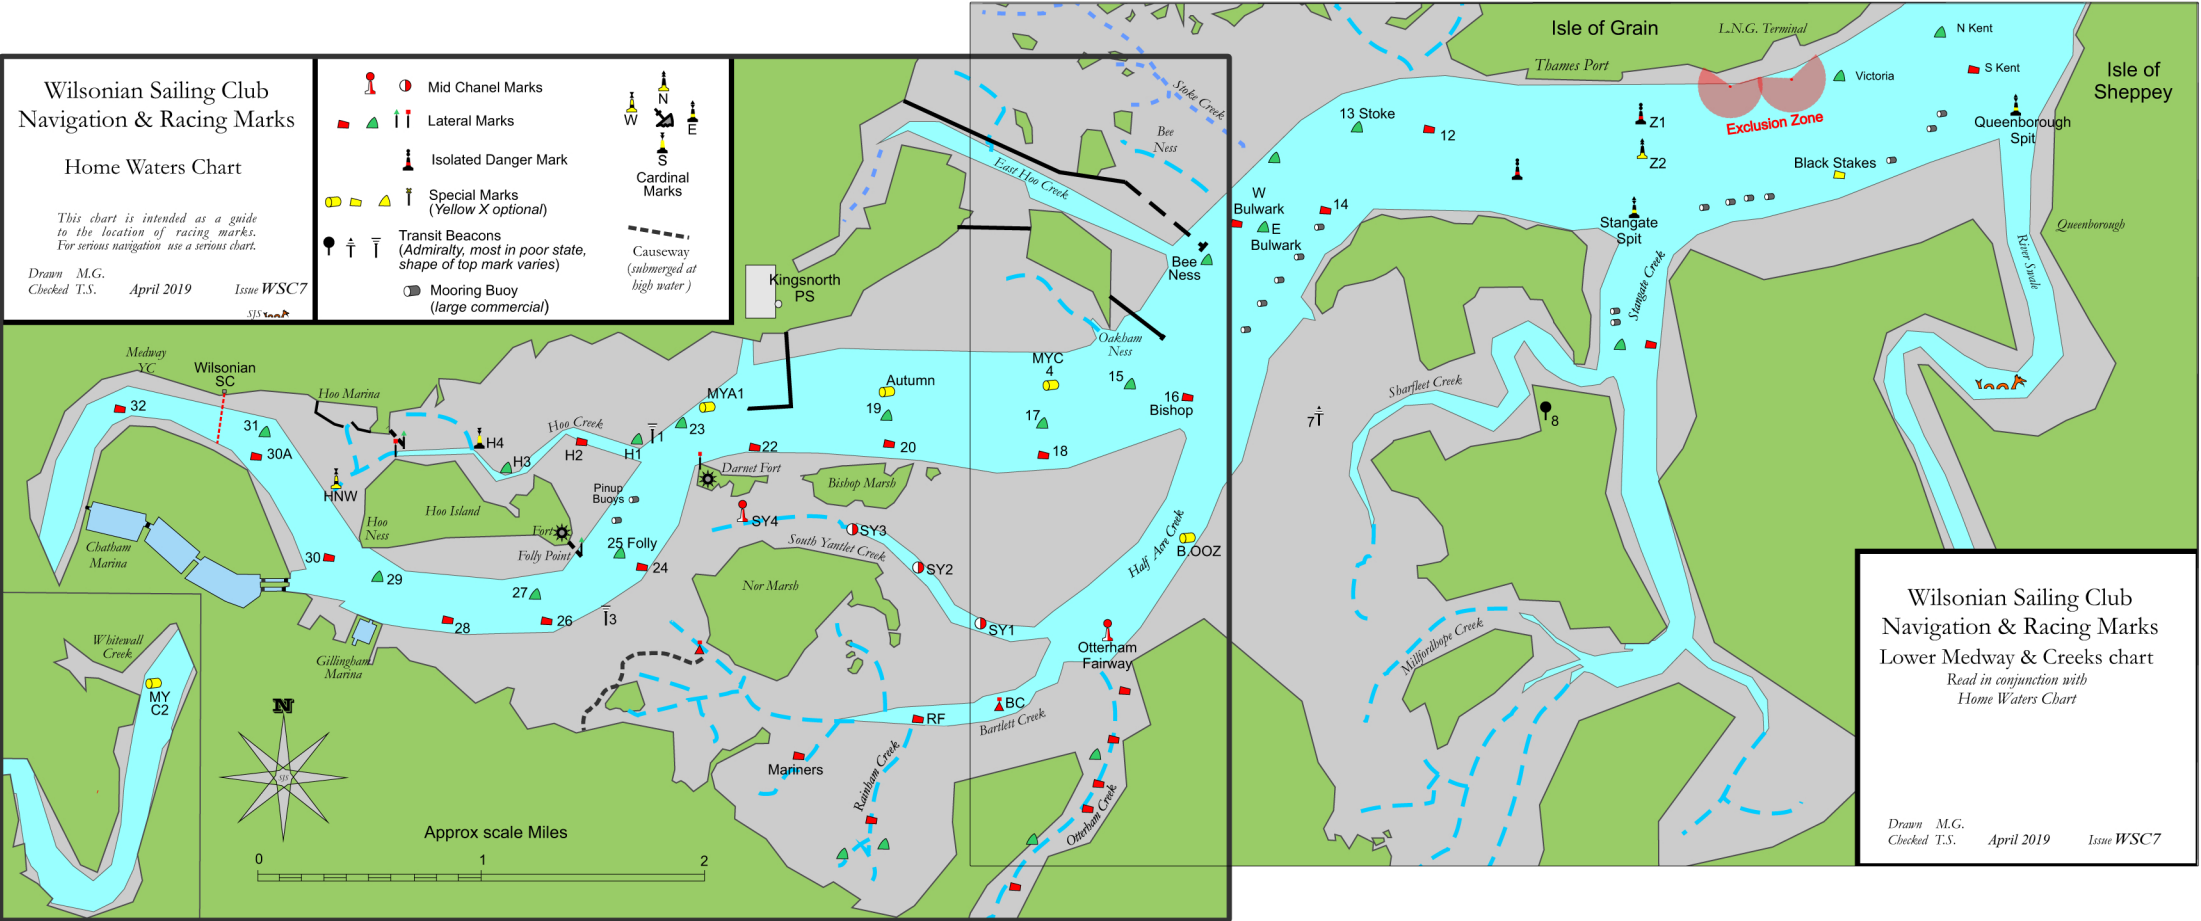 Wilsonian Sailing Club
Navigation & Racing Marks
Home Waters Chart
This chart is intended as a guide
to the location of racing marks.
For serious navigation use a serious chart.
Drawn M.G.
Checked T.S.
April 2019
Issue WSC7
SJS
Mid Chanel Marks
Lateral Marks
Isolated Danger Mark
Special Marks
(Yellow X optional)
Transit Beacons
(Admiralty, most in poor state,
shape of top mark varies)
Mooring Buoy
(large commercial)
N
W
E
S
Cardinal
Marks
Causeway
(submerged at
high water )
Kingsnorth
PS
East Hoo Creek
Stoke Creek
Bee
Ness
Bee
Ness
Oakham
Ness
Isle of Grain
L.N.G. Terminal
Thames Port
Exclusion Zone
N Kent
S Kent
Victoria
Isle of
Sheppey
Queenborough
Spit
Queenborough
River Swale
Black Stakes
Z1
Z2
13 Stoke
12
14
W
Bulwark
E
Bulwark
Stangate
Spit
Stangate Creek
Sharfleet Creek
7
8
Millfordhope Creek
Medway
YC
Wilsonian
SC
Hoo Marina
32
31
30A
HNW
H4
H3
Hoo Creek
H2
H1
1
MYA1
23
22
Autumn
19
20
MYC
4
17
18
15
16
Bishop
Darnet Fort
Bishop Marsh
Pinup
Buoys
Hoo Island
Hoo
Ness
Fort
Folly Point
25 Folly
24
SY4
SY3
South Yantlet Creek
SY2
SY1
Nor Marsh
Half Acre Creek
B.OOZ
Chatham
Marina
30
29
28
27
26
3
Gillingham
Marina
Otterham
Fairway
BC
Bartlett Creek
RF
Mariners
Rainham Creek
Otterham Creek
Whitewall
Creek
MY
C2
N
SJS
Approx scale Miles
0
1
2
Wilsonian Sailing Club
Navigation & Racing Marks
Lower Medway & Creeks chart
Read in conjunction with
Home Waters Chart
Drawn M.G.
Checked T.S.
April 2019
Issue WSC7